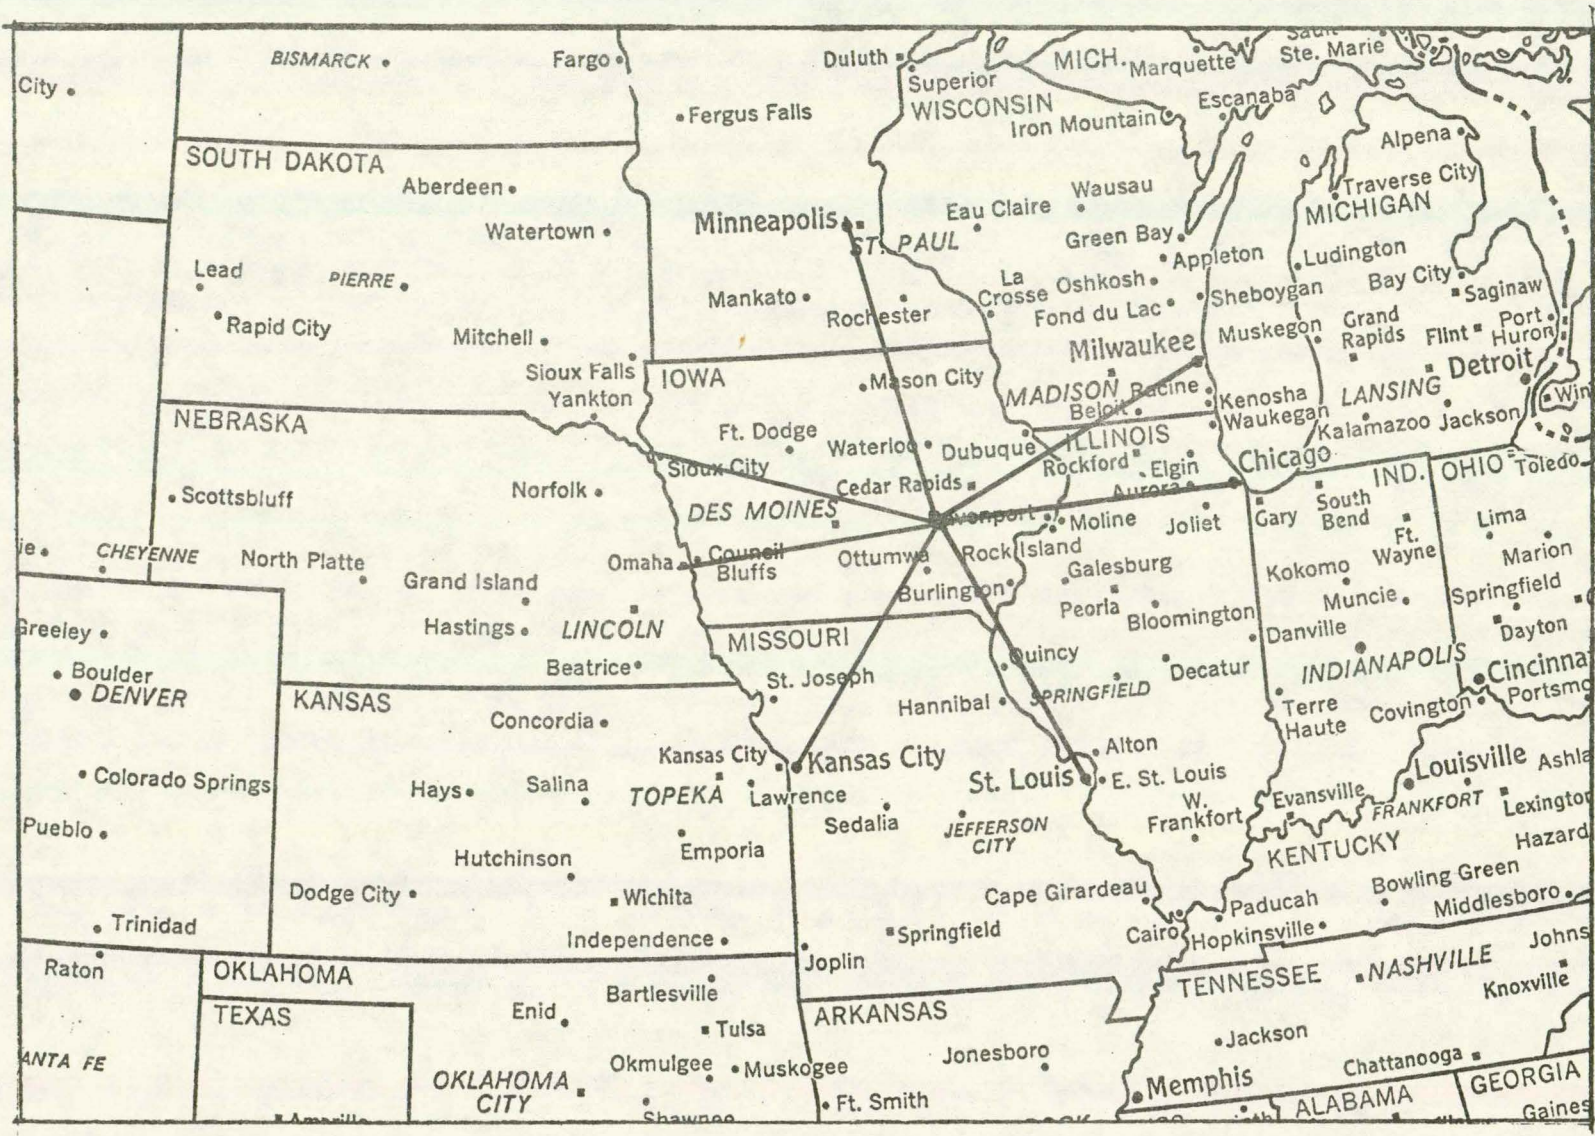 BISMARCK
Fargo
Duluth
MICH.
Marquette
Sault
Ste. Marie
City
Superior
WISCONSIN
Escanaba
Fergus Falls
Iron Mountain
Alpena
SOUTH DAKOTA
Aberdeen
Wausau
Traverse City
MICHIGAN
Minneapolis
ST. PAUL
Eau Claire
Watertown
Green Bay
Appleton
Ludington
Lead
PIERRE
La
Crosse
Oshkosh
Bay City
Saginaw
Mankato
Rochester
Fond du Lac
Sheboygan
Rapid City
Mitchell
Muskegon
Grand
Rapids
Flint
Port
Huron
Milwaukee
Detroit
Sioux Falls
IOWA
Mason City
MADISON
Racine
Kenosha
LANSING
Yankton
Beloit
Waukegan
Kalamazoo
Jackson
Win
NEBRASKA
Ft. Dodge
Waterloo
Dubuque
ILLINOIS
Sioux City
Rockford
Elgin
Chicago
IND.
OHIO
Toledo
Scottsbluff
Norfolk
Cedar Rapids
Aurora
DES MOINES
Davenport
Moline
Joliet
Gary
South
Bend
Lima
CHEYENNE
North Platte
Omaha
Council
Bluffs
Ottumwa
Rock Island
Ft.
Wayne
Marion
Grand Island
Galesburg
Kokomo
Burlington
Peoria
Bloomington
Muncie
Springfield
Greeley
Hastings
LINCOLN
MISSOURI
Danville
Dayton
Boulder
Beatrice
Quincy
Decatur
INDIANAPOLIS
Cincinna
DENVER
KANSAS
St. Joseph
Hannibal
SPRINGFIELD
Terre
Haute
Covington
Portsmo
Concordia
Kansas City
Kansas City
Alton
Louisville
Ashla
Colorado Springs
Hays
Salina
TOPEKA
Lawrence
St. Louis
E. St. Louis
W.
Frankfort
Evansville
FRANKFORT
Lexington
Pueblo
Sedalia
JEFFERSON
CITY
Emporia
KENTUCKY
Hazard
Hutchinson
Dodge City
Wichita
Cape Girardeau
Paducah
Bowling Green
Middlesboro
Trinidad
Independence
Springfield
Cairo
Hopkinsville
Johns
Raton
OKLAHOMA
Joplin
TENNESSEE
NASHVILLE
Knoxville
Bartlesville
TEXAS
Enid
Tulsa
ARKANSAS
Jackson
ANTA FE
Okmulgee
Muskogee
Jonesboro
Chattanooga
OKLAHOMA
CITY
Ft. Smith
Memphis
ALABAMA
GEORGIA
Shawnee
Gaines